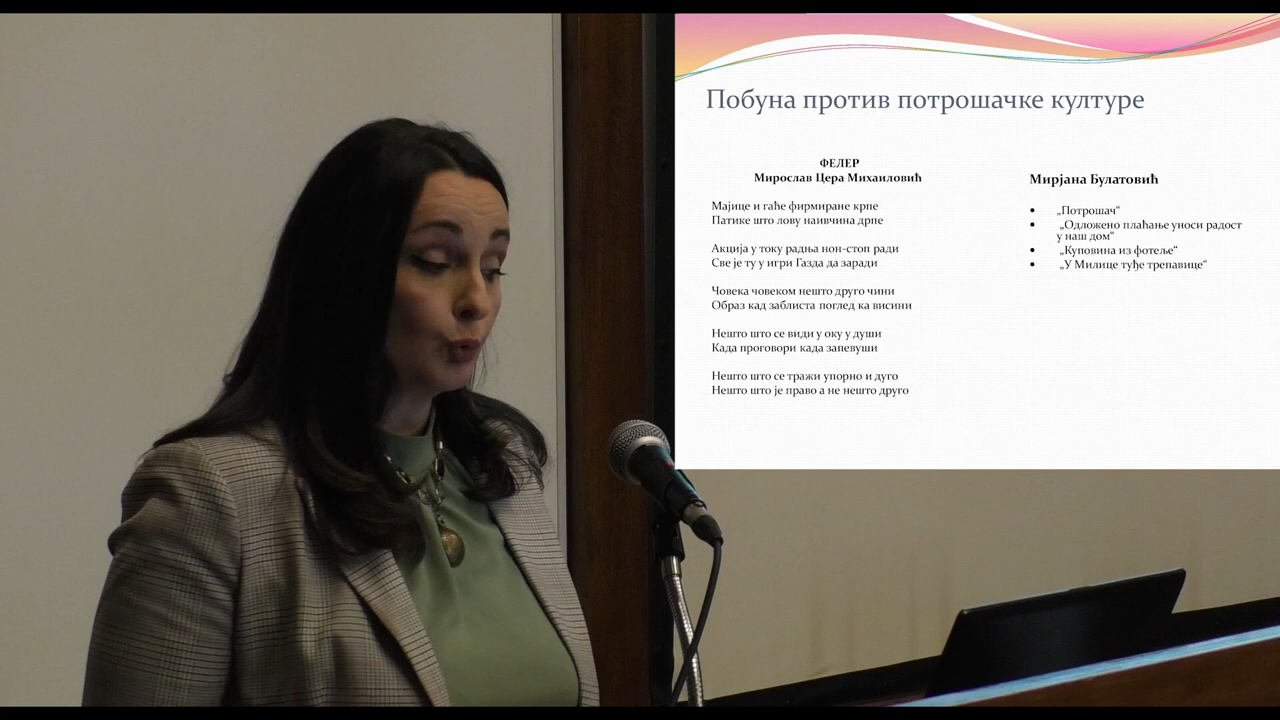 Побуна против потрошачке културе
ФЕЛЕР
Мирослав Цера Михаиловић
Мајице и гаће фирмиране крпе
Патике што лову наивчина дрпе
Акција у току радња нон-стоп ради
Све је ту у игри Газда да заради
Човека човеком нешто друго чини
Образ кад заблиста поглед ка висини
Нешто што се види у оку у души
Када проговори када запевуши
Нешто што се тражи упорно и дуго
Нешто што је право а не нешто друго
Мирјана Булатовић
• „Потрошач“
• „Одложено плаћање уноси радост
у наш дом“
• „Куповина из фотеље“
• „У Милице туђе трепавице“